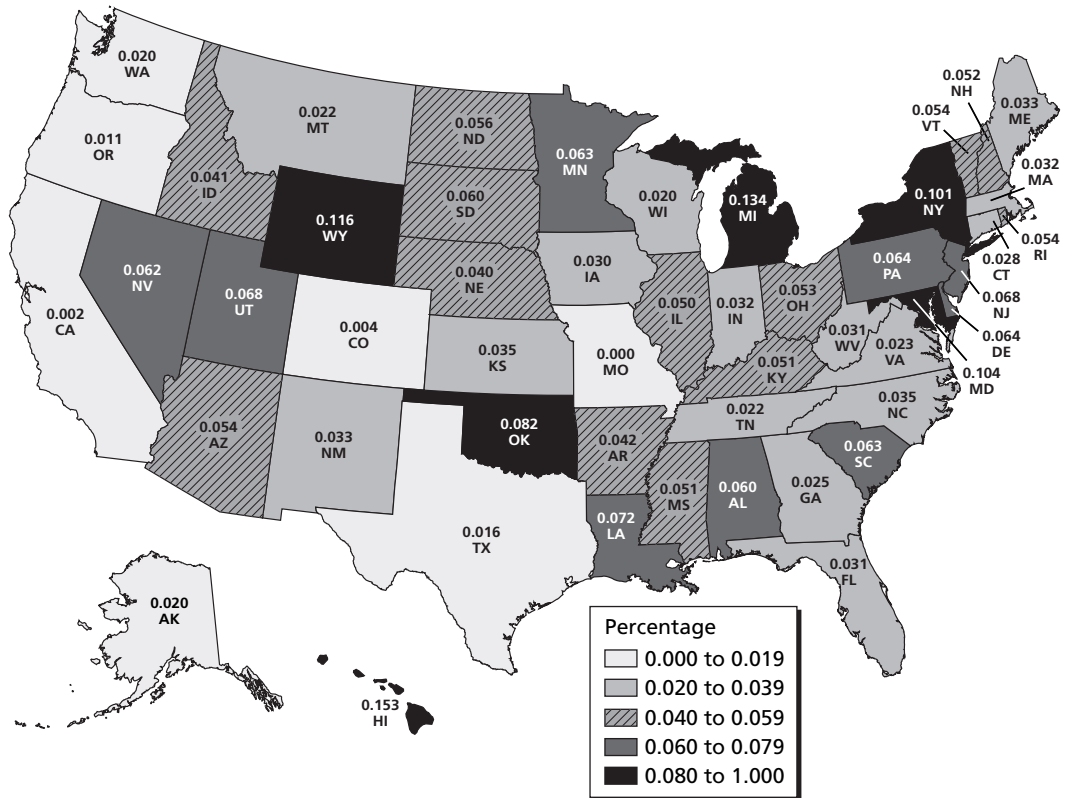 0.020
WA
0.011
OR
0.041
ID
0.022
MT
0.056
ND
0.063
MN
0.060
SD
0.116
WY
0.020
WI
0.134
MI
0.052
NH
0.054
VT
0.033
ME
0.032
MA
0.101
NY
0.054
RI
0.028
CT
0.064
PA
0.068
NJ
0.064
DE
0.104
MD
0.002
CA
0.062
NV
0.068
UT
0.004
CO
0.040
NE
0.030
IA
0.050
IL
0.032
IN
0.053
OH
0.031
WV
0.023
VA
0.035
KS
0.000
MO
0.051
KY
0.035
NC
0.022
TN
0.054
AZ
0.033
NM
0.082
OK
0.042
AR
0.051
MS
0.060
AL
0.025
GA
0.063
SC
0.016
TX
0.072
LA
0.031
FL
0.020
AK
0.153
HI
Percentage
0.000 to 0.019
0.020 to 0.039
0.040 to 0.059
0.060 to 0.079
0.080 to 1.000